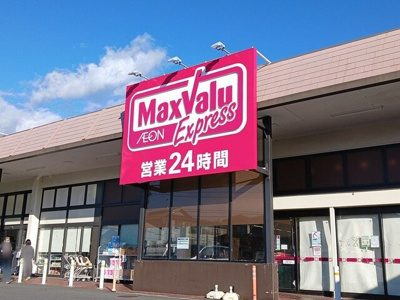 MaxValu
ÆON Express
営業24時間